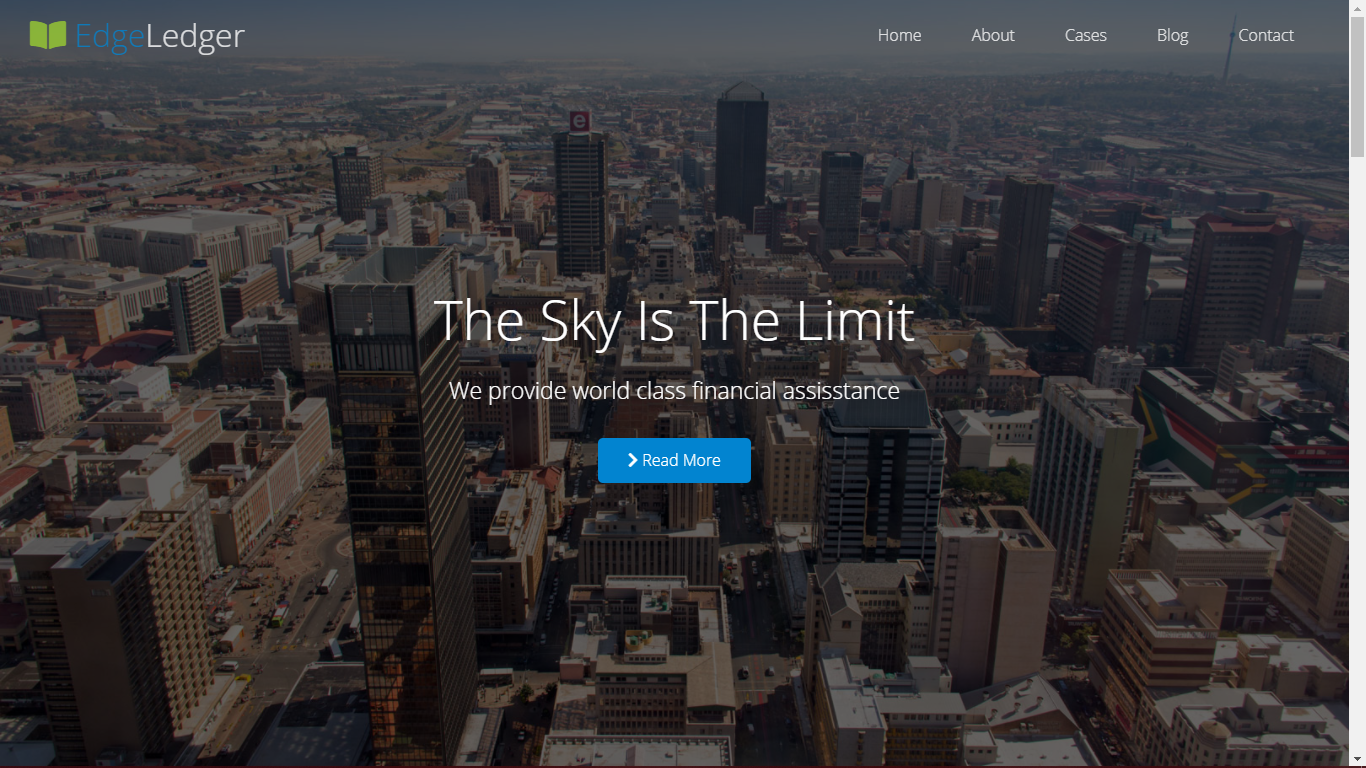 EdgeLedger
Home
About
Cases
Blog
Contact
e
The Sky Is The Limit
We provide world class financial assisstance
Read More